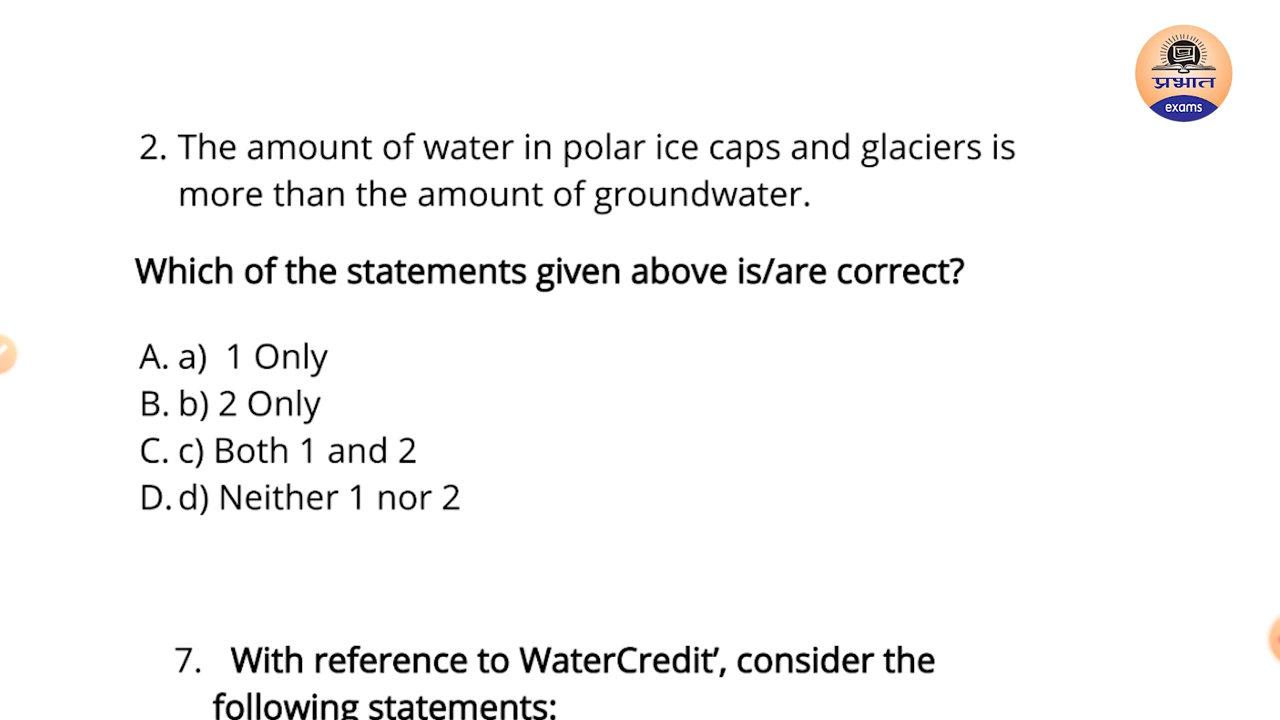 प्रभात
exams
2. The amount of water in polar ice caps and glaciers is
more than the amount of groundwater.
Which of the statements given above is/are correct?
A. a) 1 Only
B. b) 2 Only
C. c) Both 1 and 2
D. d) Neither 1 nor 2
7. With reference to WaterCredit’, consider the
following statements: